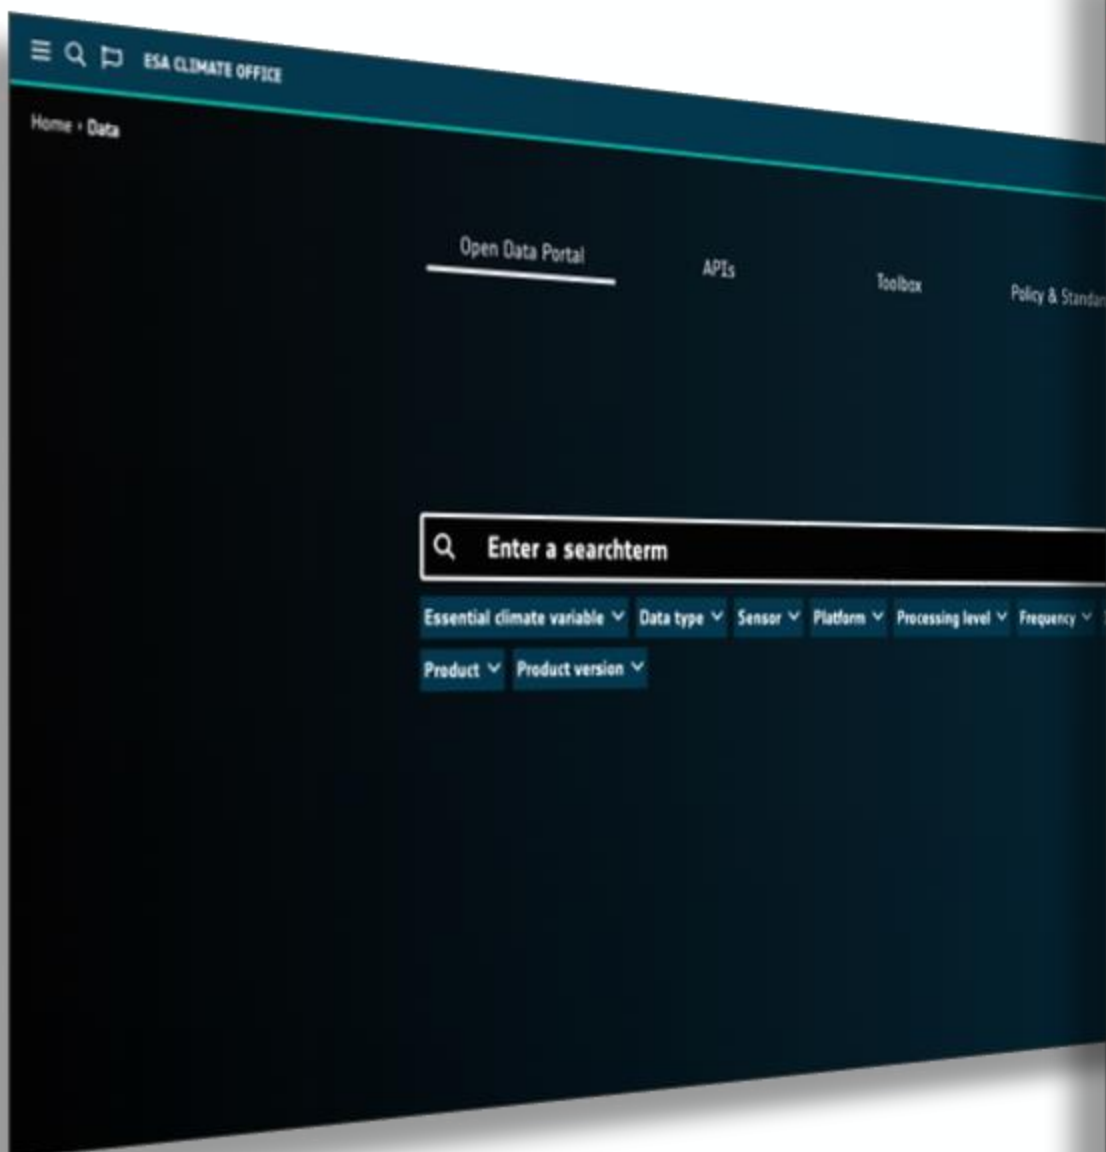 ESA CLIMATE OFFICE
Home › Data
Open Data Portal APIs Toolbox Policy &
Enter a searchterm
Essential climate variable Data type Sensor Platform Processing level Frequency
Product Product version